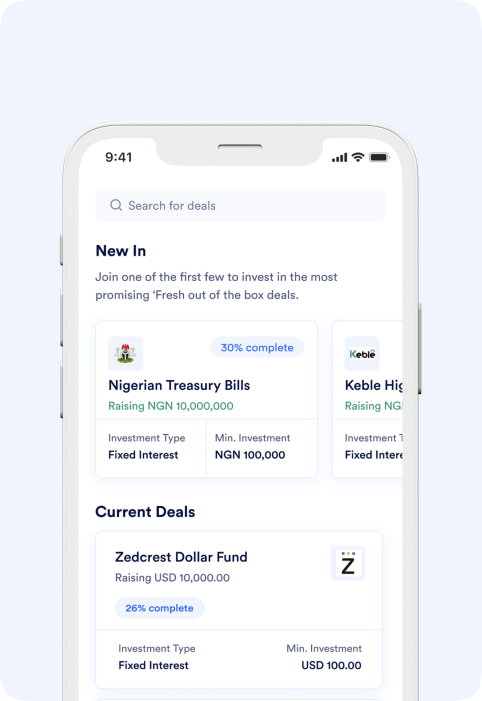 9:41
Search for deals
New In
Join one of the first few to invest in the most
promising ‘Fresh out of the box deals.
30% complete
Nigerian Treasury Bills
Raising NGN 10,000,000
Investment Type
Fixed Interest
Min. Investment
NGN 100,000
Keblé
Keble Hig
Raising NG
Investment T
Fixed Intere
Current Deals
Zedcrest Dollar Fund
Raising USD 10,000.00
26% complete
Z
Investment Type
Fixed Interest
Min. Investment
USD 100.00